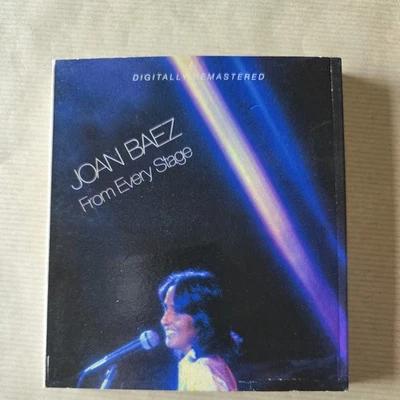 DIGITALLY REMASTERED
JOAN BAEZ
From Every Stage